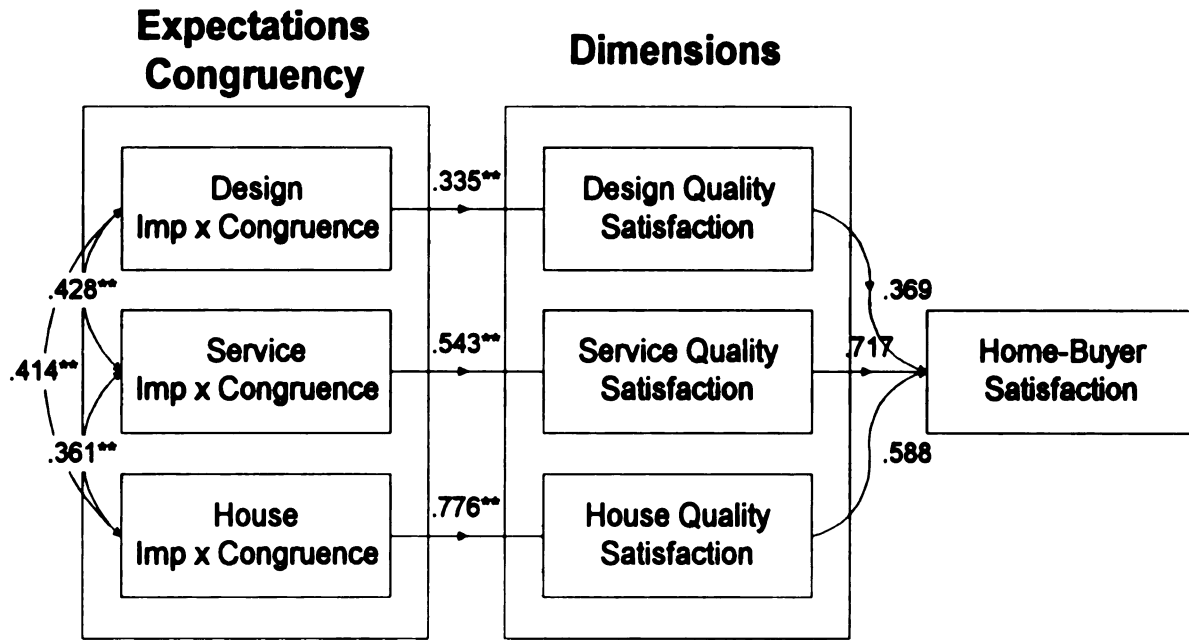 Expectations
Congruency
Dimensions
Design
Imp x Congruence
.335**
Design Quality
Satisfaction
.428**
.369
Service
Imp x Congruence
.543**
Service Quality
Satisfaction
.717
Home-Buyer
Satisfaction
.414**
.361**
.588
House
Imp x Congruence
.776**
House Quality
Satisfaction